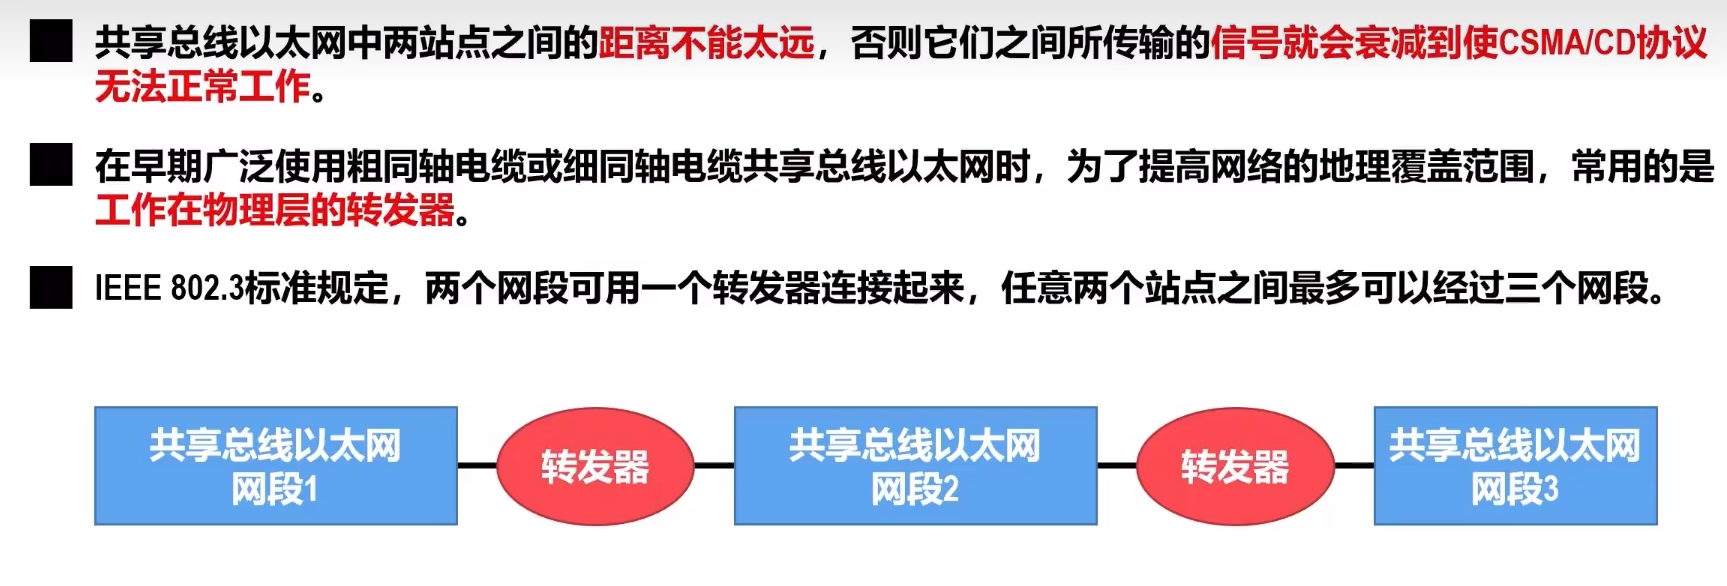 共享总线以太网中两站点之间的距离不能太远，否则它们之间所传输的信号就会衰减到使CSMA/CD协议
无法正常工作。
在早期广泛使用粗同轴电缆或细同轴电缆共享总线以太网时，为了提高网络的地理覆盖范围，常用的是
工作在物理层的转发器。
IEEE 802.3标准规定，两个网段可用一个转发器连接起来，任意两个站点之间最多可以经过三个网段。
共享总线以太网
网段1
转发器
共享总线以太网
网段2
转发器
共享总线以太网
网段3